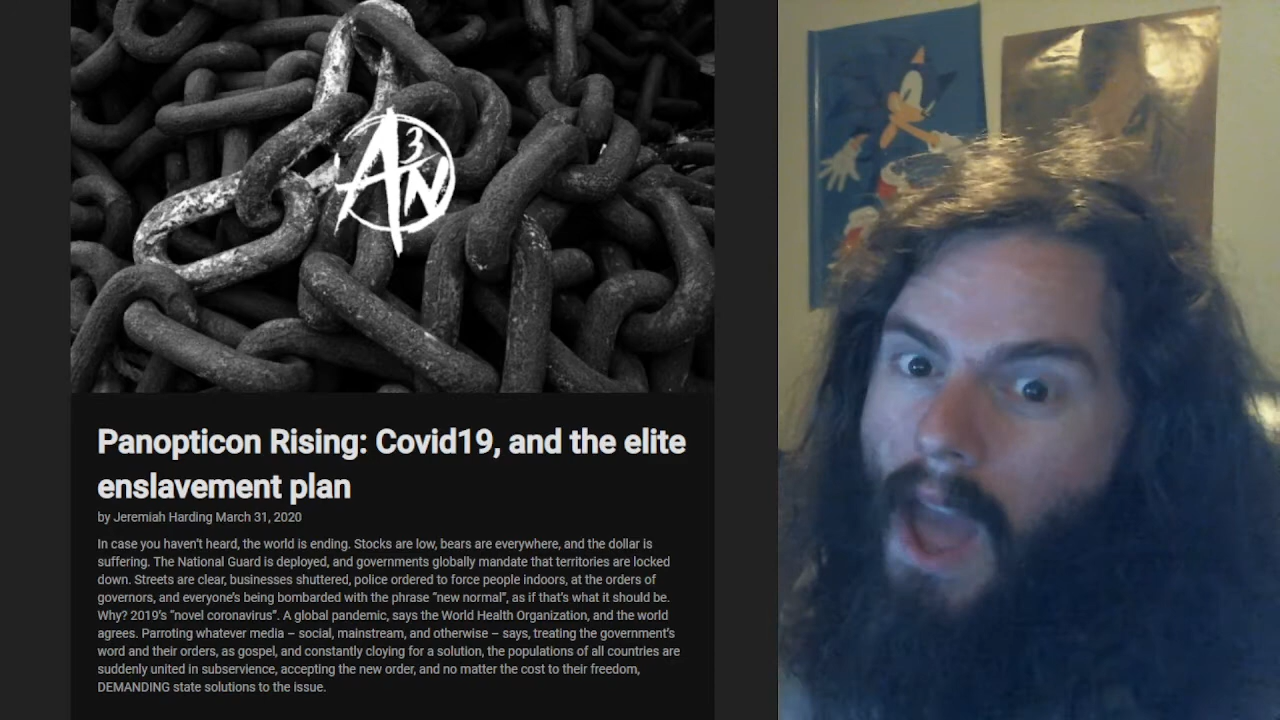 A3N
Panopticon Rising: Covid19, and the elite
enslavement plan
by Jeremiah Harding March 31, 2020
In case you haven't heard, the world is ending. Stocks are low, bears are everywhere, and the dollar is
suffering. The National Guard is deployed, and governments globally mandate that territories are locked
down. Streets are clear, businesses shuttered, police ordered to force people indoors, at the orders of
governors, and everyone's being bombarded with the phrase “new normal”, as if that's what it should be.
Why? 2019's “novel coronavirus”. A global pandemic, says the World Health Organization, and the world
agrees. Parroting whatever media – social, mainstream, and otherwise – says, treating the government's
word and their orders, as gospel, and constantly cloying for a solution, the populations of all countries are
suddenly united in subservience, accepting the new order, and no matter the cost to their freedom,
DEMANDING state solutions to the issue.